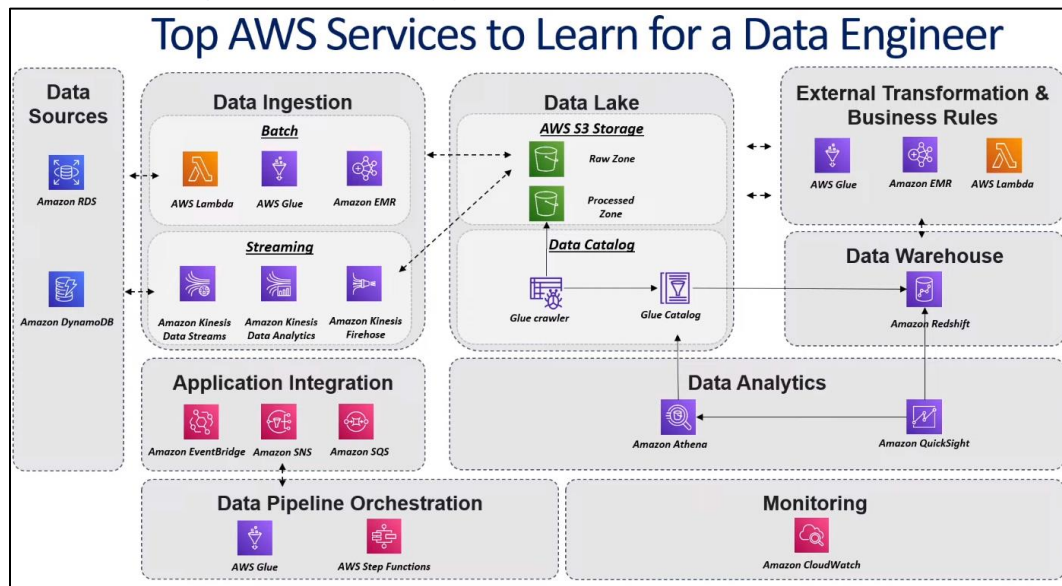 Top AWS Services to Learn for a Data Engineer
Data
Sources
Amazon RDS
Amazon DynamoDB
Data Ingestion
Batch
AWS Lambda
AWS Glue
Amazon EMR
Streaming
Amazon Kinesis
Data Streams
Amazon Kinesis
Data Analytics
Amazon Kinesis
Firehose
Data Lake
AWS S3 Storage
Raw Zone
Processed
Zone
Data Catalog
Glue crawler
Glue Catalog
External Transformation &
Business Rules
AWS Glue
Amazon EMR
AWS Lambda
Data Warehouse
Amazon Redshift
Application Integration
Amazon EventBridge
Amazon SNS
Amazon SQS
Data Analytics
Amazon Athena
Amazon QuickSight
Data Pipeline Orchestration
AWS Glue
AWS Step Functions
Monitoring
Amazon CloudWatch